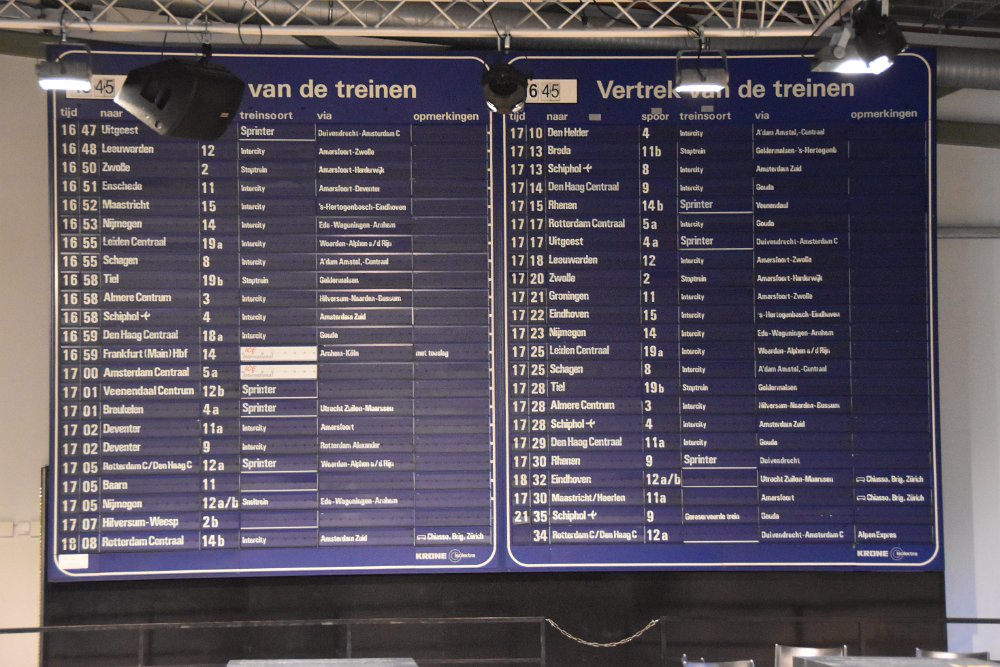 45 van de treinen
tijd naar treinsoort via opmerkingen
16 47 Uitgeest Sprinter Duivendrecht-Amsterdam C
16 48 Leeuwarden 12 Intercity Amersfoort-Zwolle
16 50 Zwolle 2 Stoptrein Amersfoort-Harderwijk
16 51 Enschede 11 Intercity Amersfoort-Deventer
16 52 Maastricht 15 Intercity 's-Hertogenbosch-Eindhoven
16 53 Nijmegen 14 Intercity Ede-Wageningen-Arnhem
16 55 Leiden Centraal 19a Intercity Woerden-Alphen a/d Rijn
16 55 Schagen 8 Intercity A'dam Amstel,-Centraal
16 58 Tiel 19b Stoptrein Geldermalsen
16 58 Almere Centrum 3 Intercity Hilversum-Naarden-Bussum
16 58 Schiphol 4 Intercity Amsterdam Zuid
16 59 Den Haag Centraal 18a Intercity Gouda
16 59 Frankfurt (Main) Hbf 14 ICE Arnhem-Köln met toeslag
17 00 Amsterdam Centraal 5a ICE
17 01 Veenendaal Centrum 12b Sprinter
17 01 Breukelen 4a Sprinter Utrecht Zuilen-Maarssen
17 02 Deventer 11a Intercity Amersfoort
17 02 Deventer 9 Intercity Rotterdam Alexander
17 05 Rotterdam C/Den Haag C 12a Sprinter Woerden-Alphen a/d Rijn
17 05 Baarn 11
17 05 Nijmegen 12a/b Sneltrein Ede-Wageningen-Arnhem
17 07 Hilversum-Weesp 2b
18 08 Rotterdam Centraal 14b Intercity Amsterdam Zuid Chiasso, Brig, Zürich
KRONE isolectra
6 45 Vertrek van de treinen
tijd naar spoor treinsoort via opmerkingen
17 10 Den Helder 4 Intercity A'dam Amstel,-Centraal
17 13 Breda 11b Stoptrein Geldermalsen-'s-Hertogenb
17 13 Schiphol 8 Intercity Amsterdam Zuid
17 14 Den Haag Centraal 9 Intercity Gouda
17 15 Rhenen 14b Sprinter Veenendaal
17 17 Rotterdam Centraal 5a Intercity Gouda
17 17 Uitgeest 4a Sprinter Duivendrecht-Amsterdam C
17 18 Leeuwarden 12 Intercity Amersfoort-Zwolle
17 20 Zwolle 2 Stoptrein Amersfoort-Harderwijk
17 21 Groningen 11 Intercity Amersfoort-Zwolle
17 22 Eindhoven 15 Intercity 's-Hertogenbosch-Eindhoven
17 23 Nijmegen 14 Intercity Ede-Wageningen-Arnhem
17 25 Leiden Centraal 19a Intercity Woerden-Alphen a/d Rijn
17 25 Schagen 8 Intercity A'dam Amstel,-Centraal
17 28 Tiel 19b Stoptrein Geldermalsen
17 28 Almere Centrum 3 Intercity Hilversum-Naarden-Bussum
17 28 Schiphol 4 Intercity Amsterdam Zuid
17 29 Den Haag Centraal 11a Intercity Gouda
17 30 Rhenen 9 Sprinter Duivendrecht
18 32 Eindhoven 12a/b Utrecht Zuilen-Maarssen Chiasso, Brig, Zürich
17 30 Maastricht/Heerlen 11a Amersfoort Chiasso, Brig, Zürich
21 35 Schiphol 9 Gereserveerde trein Gouda
34 Rotterdam C/Den Haag C 12a Duivendrecht-Amsterdam C Alpen Expres
KRONE isolectra